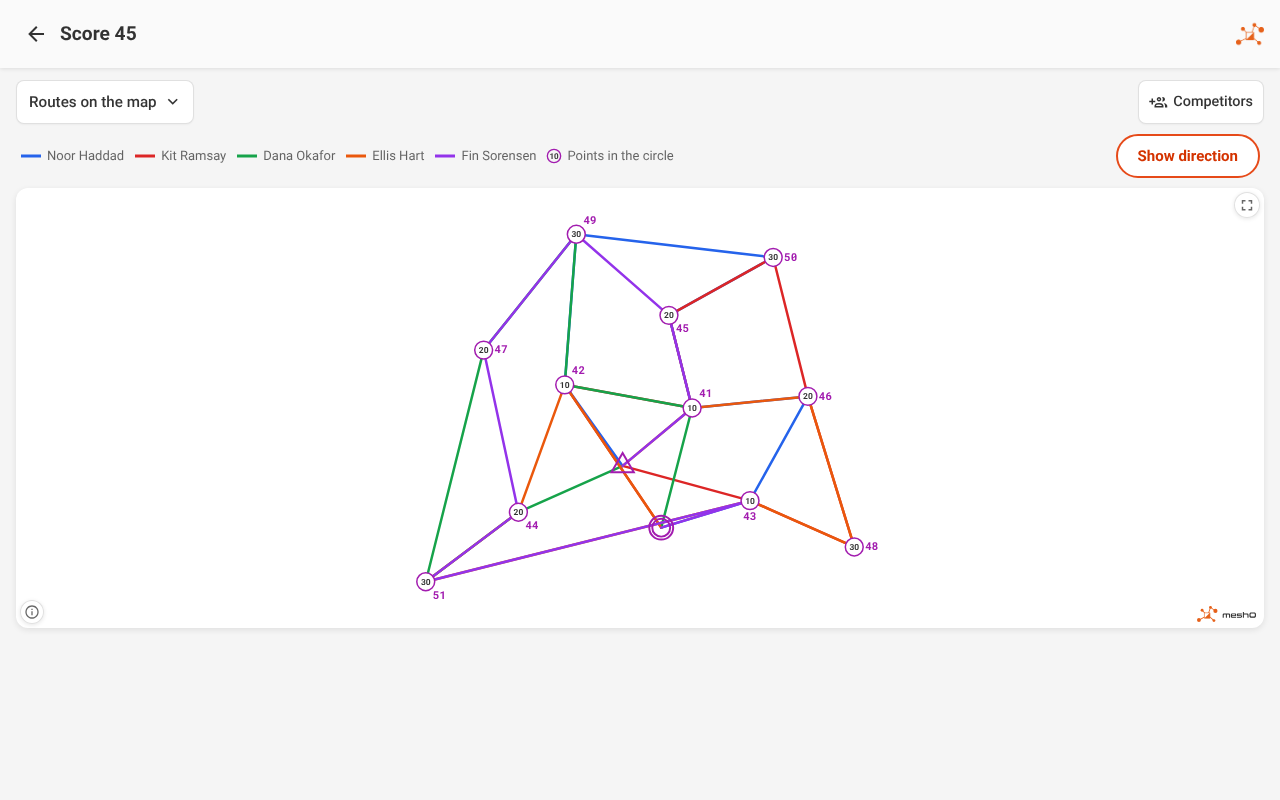 Score 45
Routes on the map
Competitors
Noor Haddad Kit Ramsay Dana Okafor Ellis Hart Fin Sorensen 10 Points in the circle
Show direction
30 49
30 50
20 45
20 47
10 42
10 41
20 46
10 43
20 44
30 48
30 51
meshO